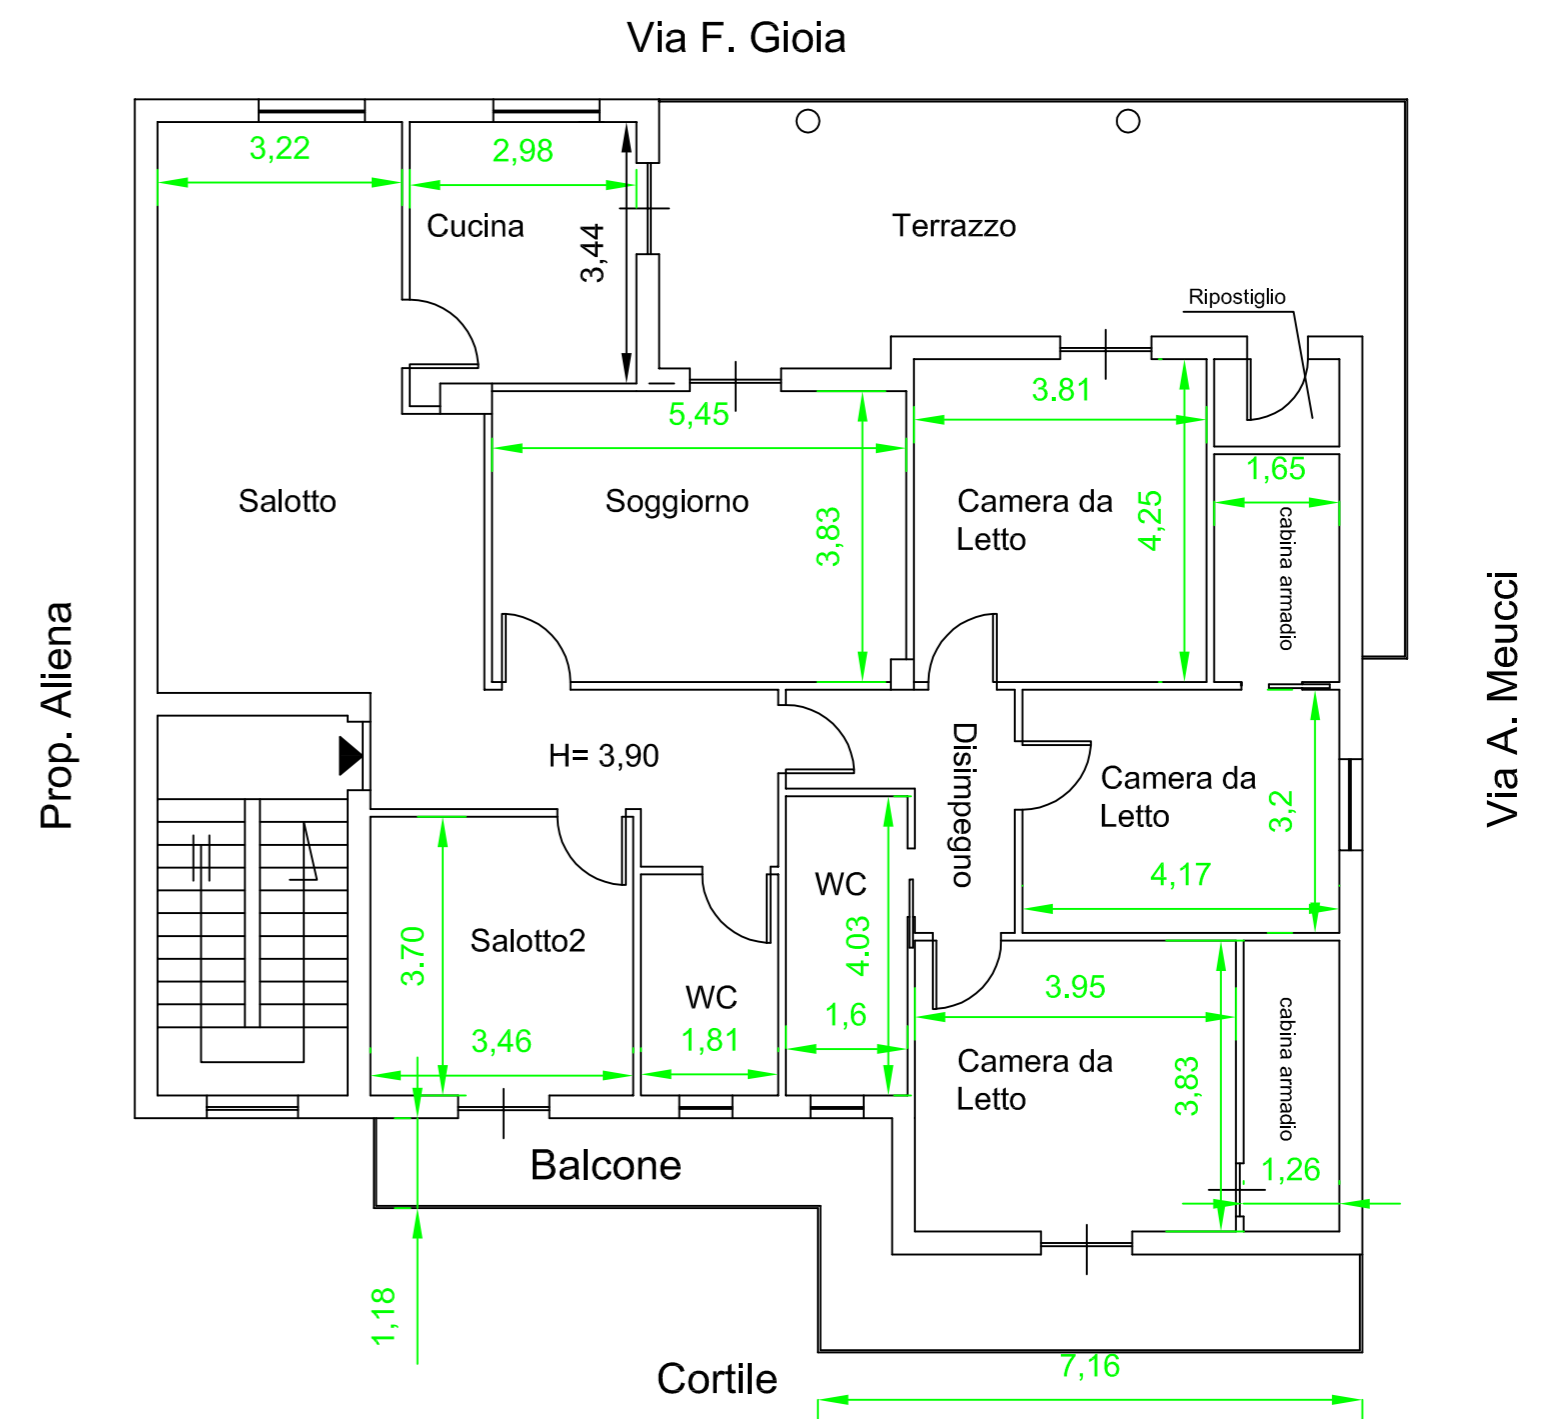 Via F. Gioia
3,22
2,98
Cucina
3,44
Terrazzo
Ripostiglio
3.81
5,45
1,65
Salotto
Soggiorno
3,83
Camera da
Letto
4,25
cabina armadio
Prop. Aliena
Via A. Meucci
H= 3,90
Disimpegno
Camera da
Letto
3,2
4,17
WC
4.03
1,6
Salotto2
3.70
3,46
WC
1,81
3.95
Camera da
Letto
3,83
cabina armadio
1,26
Balcone
1,18
Cortile
7,16